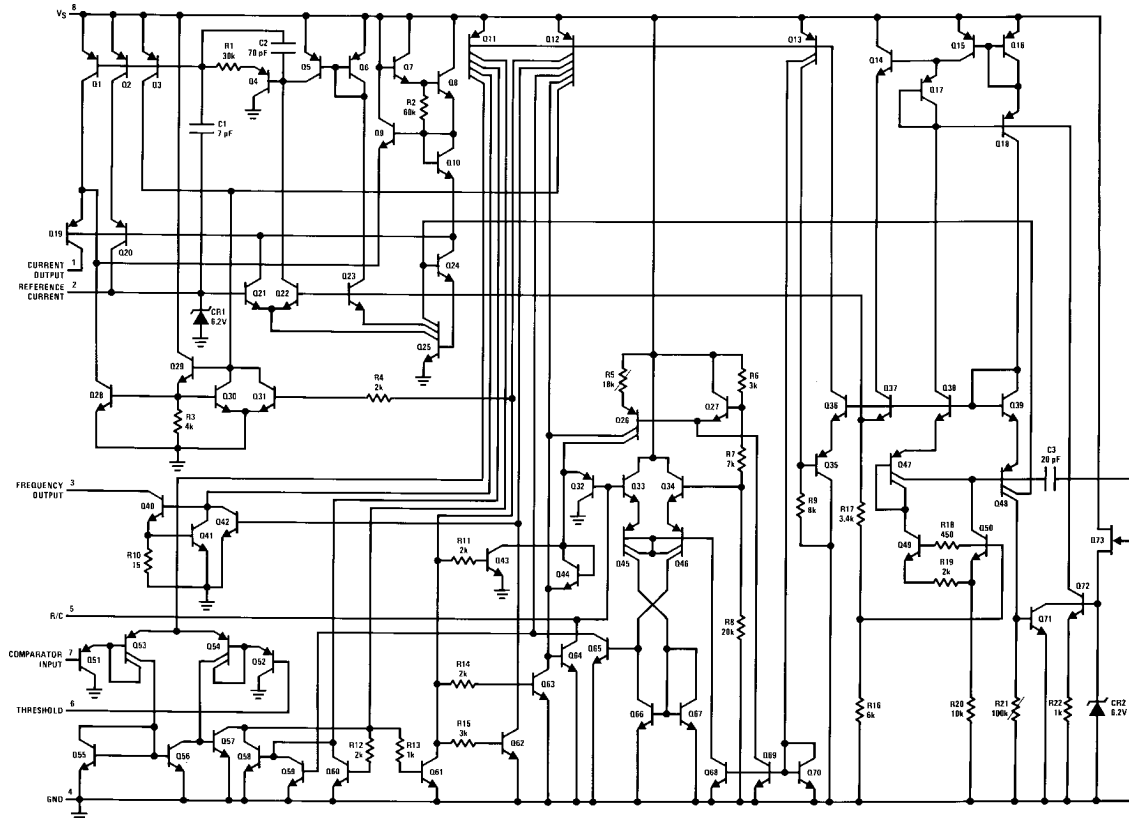 VS 8
Q1
Q2
Q3
R1
30k
C2
70 pF
Q4
Q5
Q6
Q7
Q8
Q11
Q12
Q13
Q14
Q15
Q16
C1
7 pF
R2
60k
Q9
Q10
Q17
Q18
Q19
Q20
CURRENT
OUTPUT 1
REFERENCE
CURRENT 2
Q21
Q22
Q23
Q24
CR1
6.2V
Q25
Q29
Q28
Q30
Q31
R3
4k
R4
2k
R5
10k
Q26
Q27
R6
3k
Q36
Q37
Q38
Q39
R7
7k
Q35
Q47
C3
20 pF
FREQUENCY
OUTPUT 3
Q40
Q41
Q42
Q32
Q33
Q34
R9
8k
R17
3.4k
Q48
Q49
R18
450
Q50
R19
2k
Q73
R10
15
R11
2k
Q43
Q44
Q45
Q46
Q72
R/C 5
R8
20k
Q71
COMPARATOR
INPUT 7
Q51
Q53
Q54
Q52
Q64
Q65
R14
2k
Q63
THRESHOLD 6
R16
6k
R20
10k
R21
100k
R22
1k
CR2
6.2V
Q66
Q67
Q55
Q56
Q57
Q58
Q59
Q60
R12
2k
R13
1k
Q61
R15
3k
Q62
Q68
Q69
Q70
GND 4